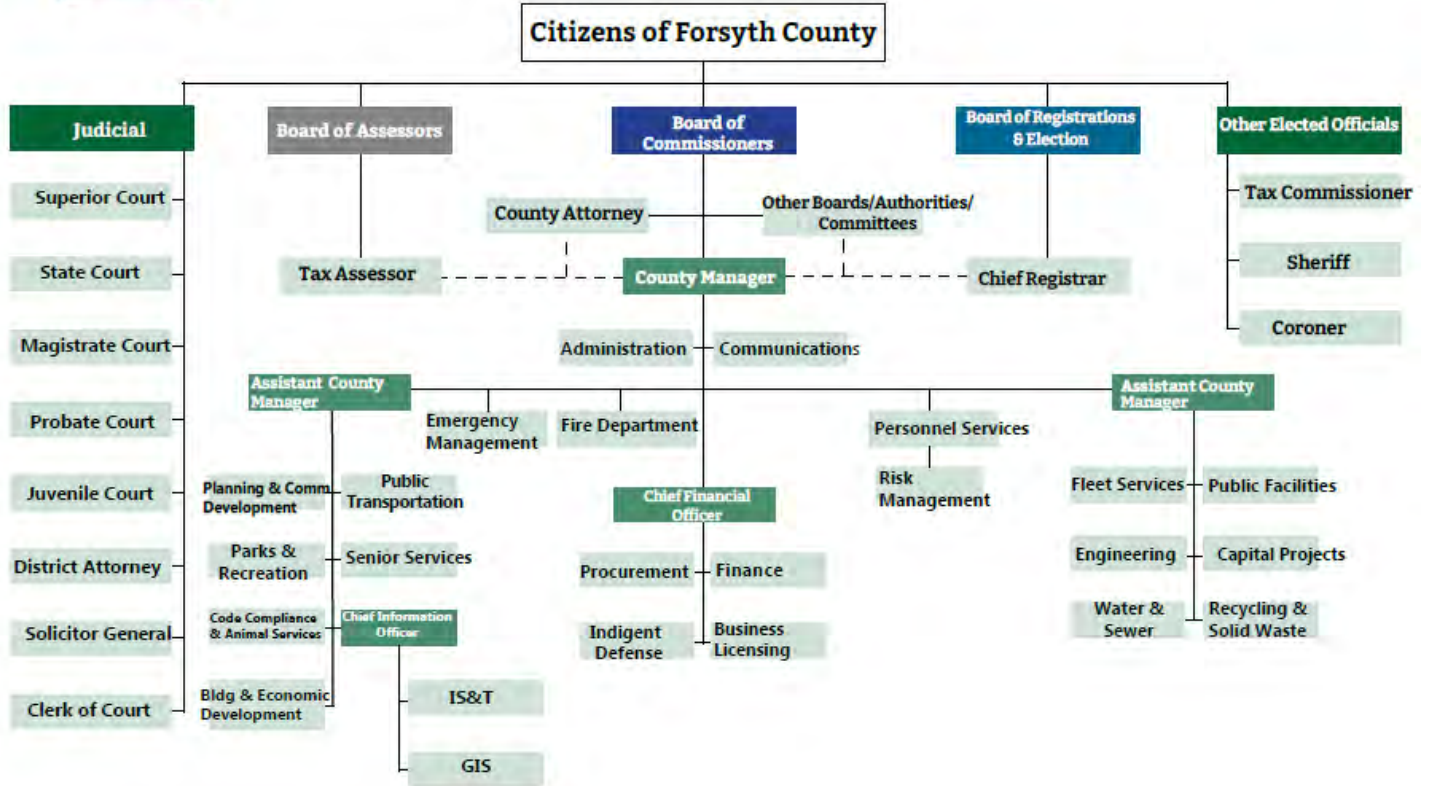 Citizens of Forsyth County
Judicial
Board of Assessors
Board of
Commissioners
Board of Registrations
& Election
Other Elected Officials
Superior Court
State Court
Magistrate Court
Probate Court
Juvenile Court
District Attorney
Solicitor General
Clerk of Court
Tax Assessor
County Attorney
Other Boards/Authorities/
Committees
County Manager
Chief Registrar
Tax Commissioner
Sheriff
Coroner
Administration
Communications
Assistant County
Manager
Emergency
Management
Fire Department
Personnel Services
Risk
Management
Assistant County
Manager
Planning & Comm
Development
Public
Transportation
Parks &
Recreation
Senior Services
Code Compliance
& Animal Services
Chief Information
Officer
Bldg & Economic
Development
IS&T
GIS
Chief Financial
Officer
Procurement
Finance
Indigent
Defense
Business
Licensing
Fleet Services
Public Facilities
Engineering
Capital Projects
Water &
Sewer
Recycling &
Solid Waste